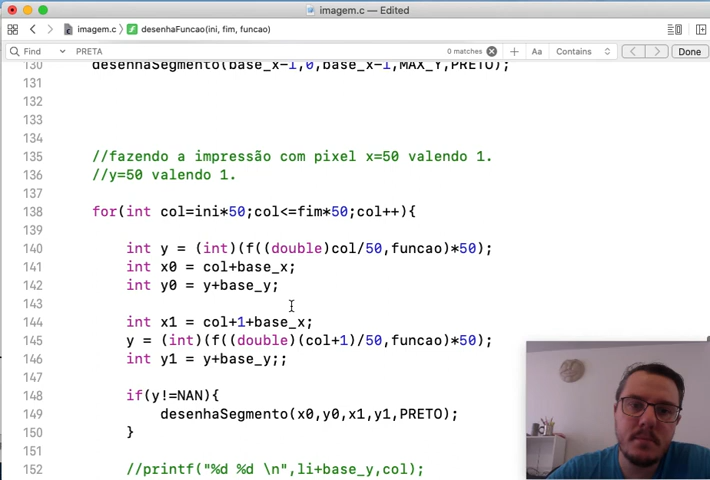 imagem.c — Edited
imagem.c desenhaFuncao(ini, fim, funcao)
Find PRETA 0 matches Aa Contains Done
130 desenhaSegmento(base_x-1,0,base_x-1,MAX_Y,PRETO);
131
132
133
134
135 //fazendo a impressão com pixel x=50 valendo 1.
136 //y=50 valendo 1.
137
138 for(int col=ini*50;col<=fim*50;col++){
139
140 int y = (int)(f((double)col/50,funcao)*50);
141 int x0 = col+base_x;
142 int y0 = y+base_y;
143
144 int x1 = col+1+base_x;
145 y = (int)(f((double)(col+1)/50,funcao)*50);
146 int y1 = y+base_y;;
147
148 if(y!=NAN){
149 desenhaSegmento(x0,y0,x1,y1,PRETO);
150 }
151
152 //printf("%d %d \n",li+base_y,col);